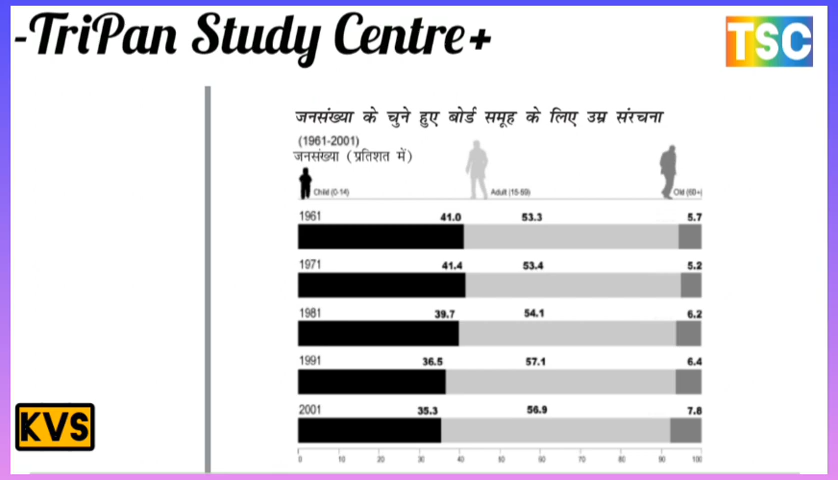 -TriPan Study Centre+
TSC
जनसंख्या के चुने हुए बोर्ड समूह के लिए उम्र संरचना
(1961-2001)
जनसंख्या (प्रतिशत में)
Child (0-14) Adult (15-59) Old (60+)
1961 41.0 53.3 5.7
1971 41.4 53.4 5.2
1981 39.7 54.1 6.2
1991 36.5 57.1 6.4
2001 35.3 56.9 7.8
0 10 20 30 40 50 60 70 80 90 100
KVS